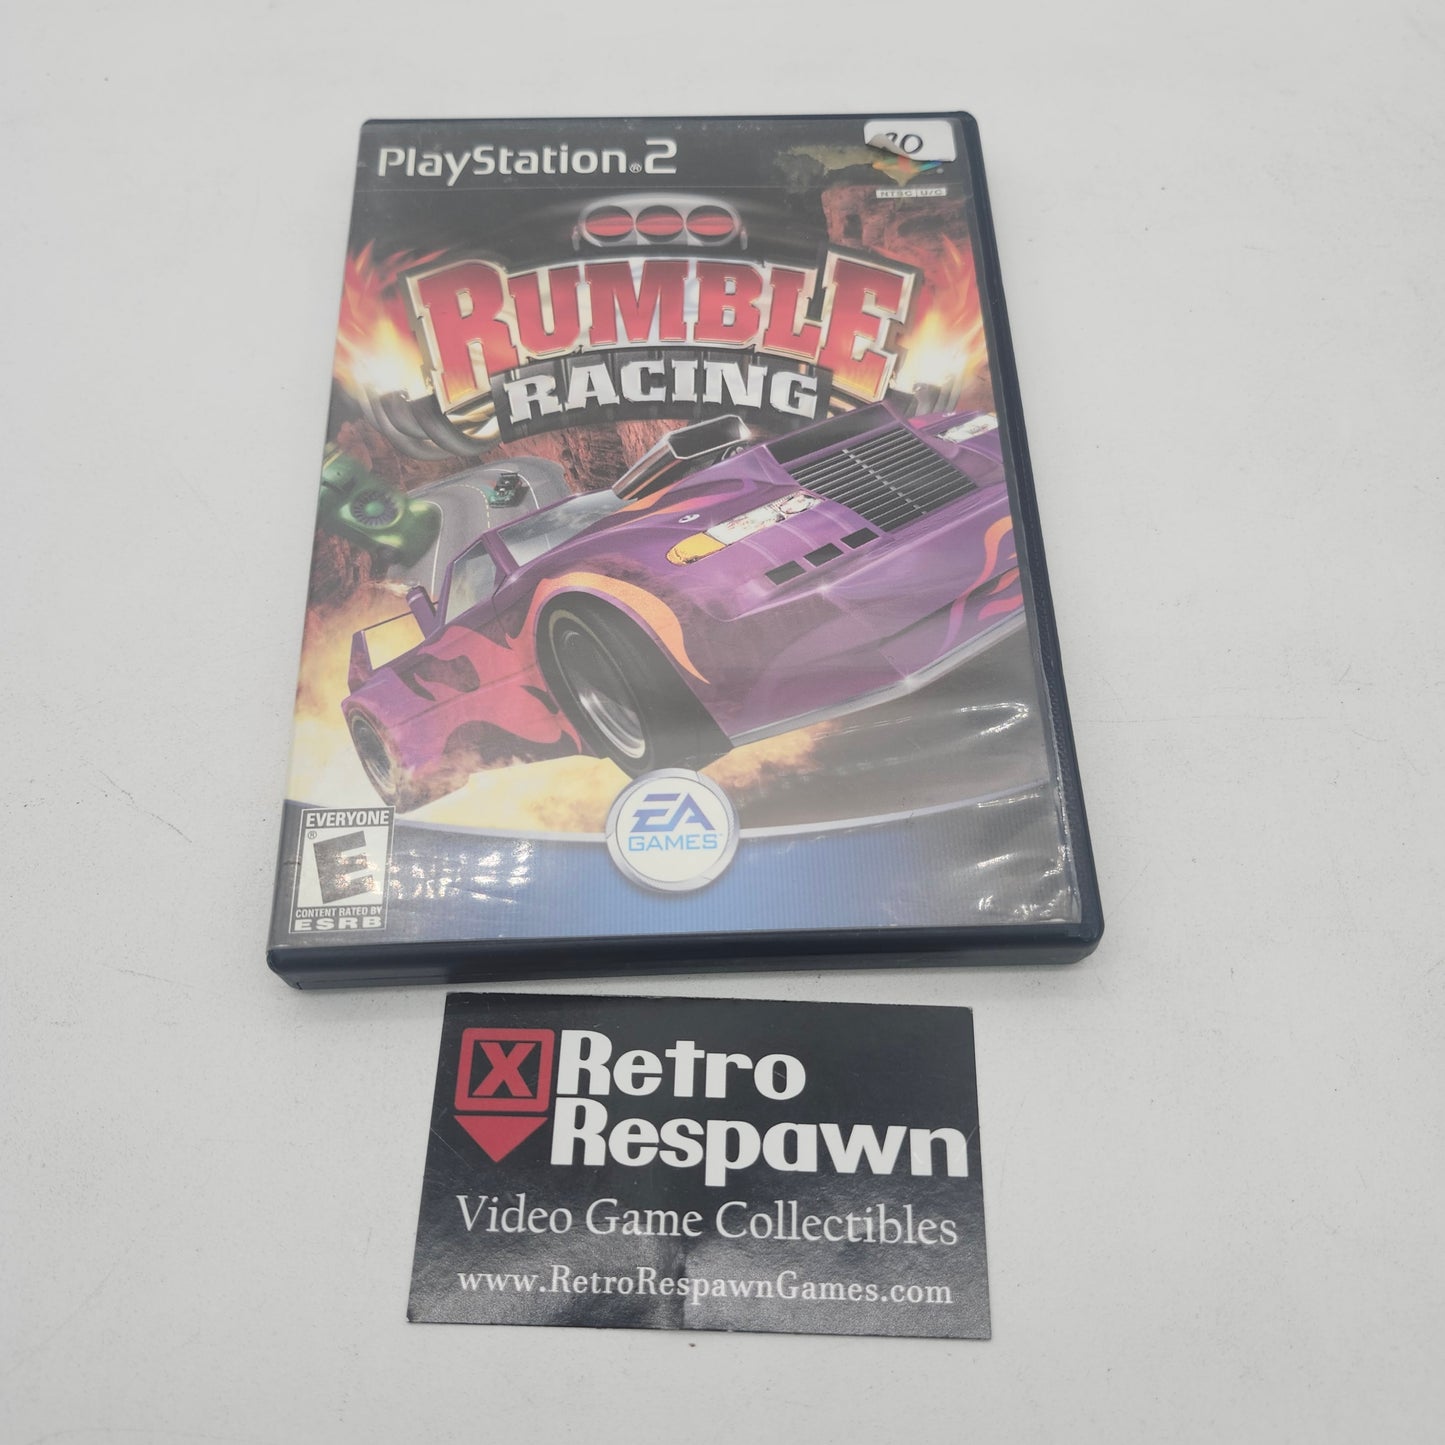 PlayStation®2
NTSC U/C
RUMBLE
RACING
EA
GAMES™
EVERYONE
®
E
CONTENT RATED BY
ESRB
X Retro
Respawn
Video Game Collectibles
www.RetroRespawnGames.com